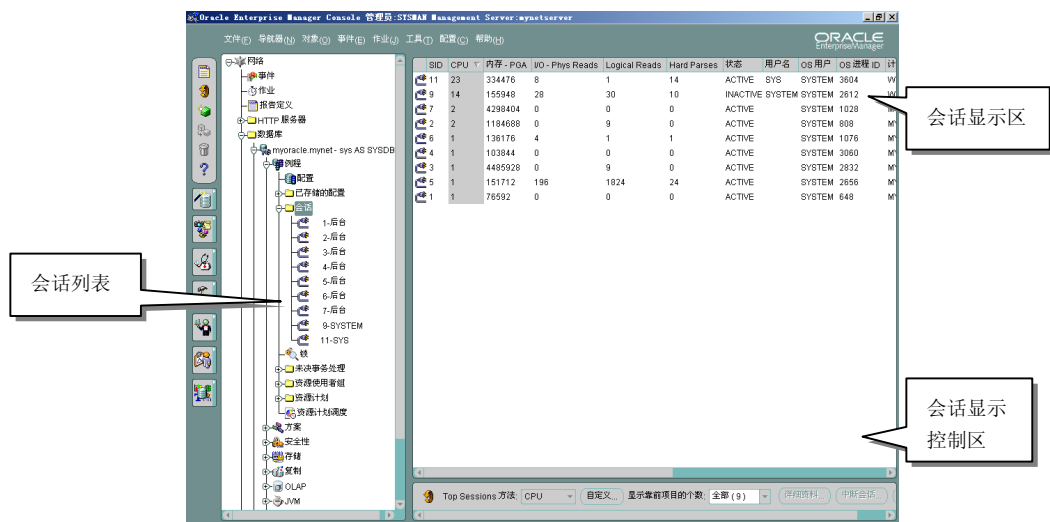 Oracle Enterprise Manager Console 管理员:SYSMAN Management Server:mynetserver
文件(F) 导航器(N) 对象(O) 事件(E) 作业(J) 工具(T) 配置(C) 帮助(H)
ORACLE
EnterpriseManager
网络
事件
作业
报告定义
HTTP 服务器
数据库
myoracle.mynet - sys AS SYSDB
例程
配置
已存储的配置
会话
1-后台
2-后台
3-后台
4-后台
5-后台
6-后台
7-后台
9-SYSTEM
11-SYS
锁
未决事务处理
资源使用者组
资源计划
资源计划调度
方案
安全性
存储
复制
OLAP
JVM
SID CPU 内存 - PGA I/O - Phys Reads Logical Reads Hard Parses 状态 用户名 OS 用户 OS 进程 ID 计
11 23 334476 8 1 14 ACTIVE SYS SYSTEM 3604 W
9 14 155948 28 30 10 INACTIVE SYSTEM SYSTEM 2612 W
7 2 4298404 0 0 0 ACTIVE SYSTEM 1028 M
2 2 1184688 0 9 0 ACTIVE SYSTEM 808 MY
6 1 136176 4 1 1 ACTIVE SYSTEM 1076 MY
4 1 103844 0 0 0 ACTIVE SYSTEM 3060 MY
3 1 4485928 0 9 0 ACTIVE SYSTEM 2832 MY
5 1 151712 196 1824 24 ACTIVE SYSTEM 2656 MY
1 1 76592 0 0 0 ACTIVE SYSTEM 648 MY
Top Sessions 方法: CPU 自定义... 显示靠前项目的个数: 全部 (9) 详细资料... 中断会话...
会话显示区
会话列表
会话显示
控制区